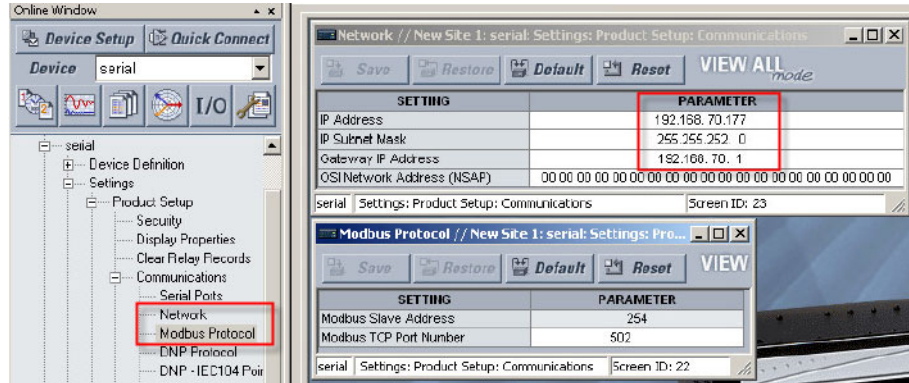 Online Window
Device Setup
Quick Connect
Device serial
I/O
serial
Device Definition
Settings
Product Setup
Security
Display Properties
Clear Relay Records
Communications
Serial Ports
Network
Modbus Protocol
DNP Protocol
DNP - IEC104 Poin
Network // New Site 1: serial: Settings: Product Setup: Communications
Save Restore Default Reset VIEW ALL mode
SETTING PARAMETER
IP Address 192.168. 70.177
IP Subnet Mask 255.255.252. 0
Gateway IP Address 192.168. 70. 1
OSI Network Address (NSAP) 00 00 00 00 00 00 00 00 00 00 00 00 00 00 00 00 00 00 00 00
serial Settings: Product Setup: Communications Screen ID: 23
Modbus Protocol // New Site 1: serial: Settings: Pro...
Save Restore Default Reset VIEW
SETTING PARAMETER
Modbus Slave Address 254
Modbus TCP Port Number 502
serial Settings: Product Setup: Communications Screen ID: 22